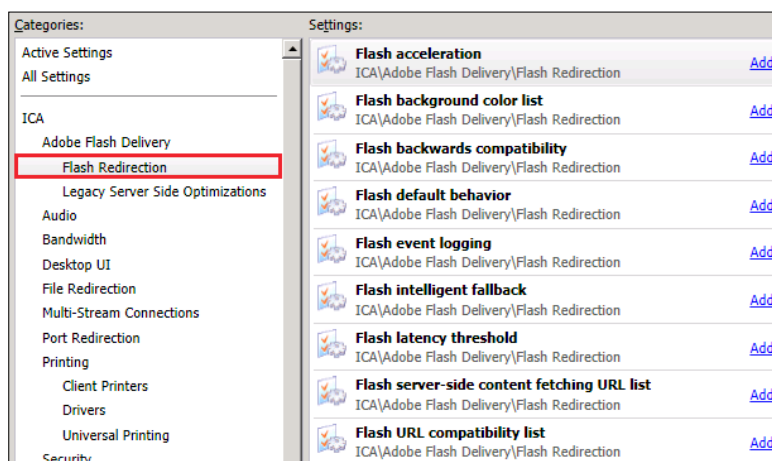 Categories:
Active Settings
All Settings
ICA
Adobe Flash Delivery
Flash Redirection
Legacy Server Side Optimizations
Audio
Bandwidth
Desktop UI
File Redirection
Multi-Stream Connections
Port Redirection
Printing
Client Printers
Drivers
Universal Printing
Security
Settings:
Flash acceleration
ICA\Adobe Flash Delivery\Flash Redirection
Add
Flash background color list
ICA\Adobe Flash Delivery\Flash Redirection
Add
Flash backwards compatibility
ICA\Adobe Flash Delivery\Flash Redirection
Add
Flash default behavior
ICA\Adobe Flash Delivery\Flash Redirection
Add
Flash event logging
ICA\Adobe Flash Delivery\Flash Redirection
Add
Flash intelligent fallback
ICA\Adobe Flash Delivery\Flash Redirection
Add
Flash latency threshold
ICA\Adobe Flash Delivery\Flash Redirection
Add
Flash server-side content fetching URL list
ICA\Adobe Flash Delivery\Flash Redirection
Add
Flash URL compatibility list
ICA\Adobe Flash Delivery\Flash Redirection
Add